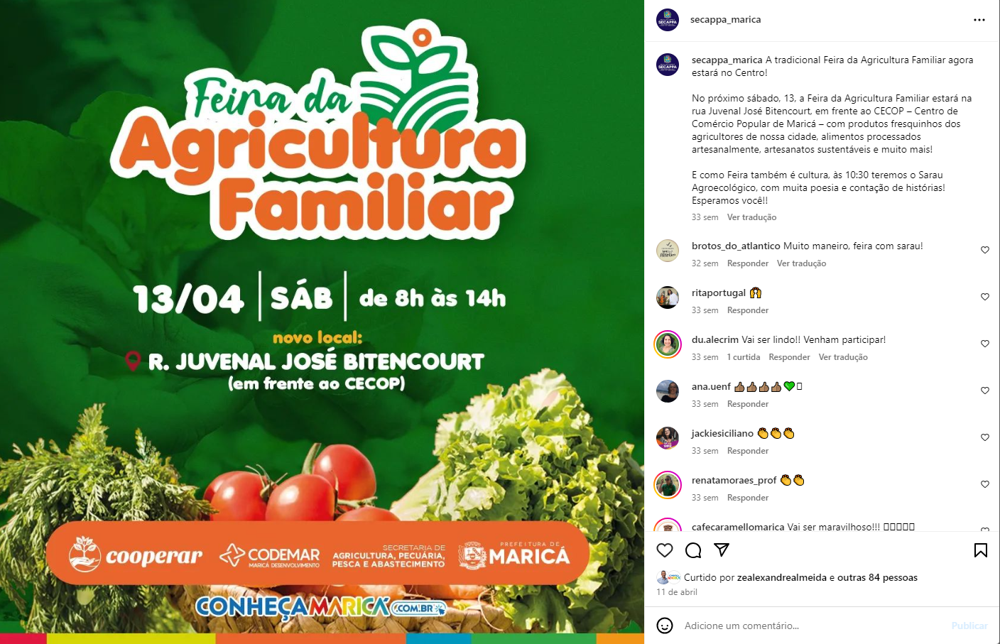 Feira da
Agricultura
Familiar
13/04 SÁB de 8h às 14h
novo local:
R. JUVENAL JOSÉ BITENCOURT
(em frente ao CECOP)
cooperar
CODEMAR
MARICÁ DESENVOLVIMENTO
SECRETARIA DE
AGRICULTURA, PECUÁRIA,
PESCA E ABASTECIMENTO
PREFEITURA DE
MARICÁ
CONHEÇAMARICÁ.COM.BR
secappa_marica
secappa_marica A tradicional Feira da Agricultura Familiar agora
estará no Centro!
No próximo sábado, 13, a Feira da Agricultura Familiar estará na
rua Juvenal José Bitencourt, em frente ao CECOP – Centro de
Comércio Popular de Maricá – com produtos fresquinhos dos
agricultores de nossa cidade, alimentos processados
artesanalmente, artesanatos sustentáveis e muito mais!
E como Feira também é cultura, às 10:30 teremos o Sarau
Agroecológico, com muita poesia e contação de histórias!
Esperamos você!!
33 sem Ver tradução
brotos_do_atlantico Muito maneiro, feira com sarau!
32 sem Responder Ver tradução
ritaportugal
33 sem Responder
du.alecrim Vai ser lindo!! Venham participar!
33 sem 1 curtida Responder Ver tradução
ana.uenf
33 sem Responder
jackiesiciliano
33 sem Responder
renatamoraes_prof
33 sem Responder
cafecaramellomarica Vai ser maravilhoso!!!
Curtido por zealexandrealmeida e outras 84 pessoas
11 de abril
Adicione um comentário... Publicar